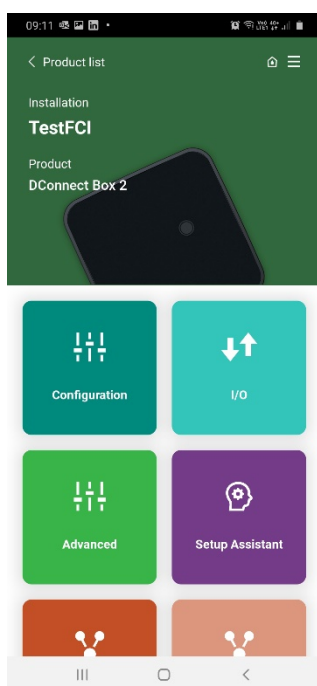 09:11
Product list
Installation
TestFCI
Product
DConnect Box 2
Configuration
I/O
Advanced
Setup Assistant